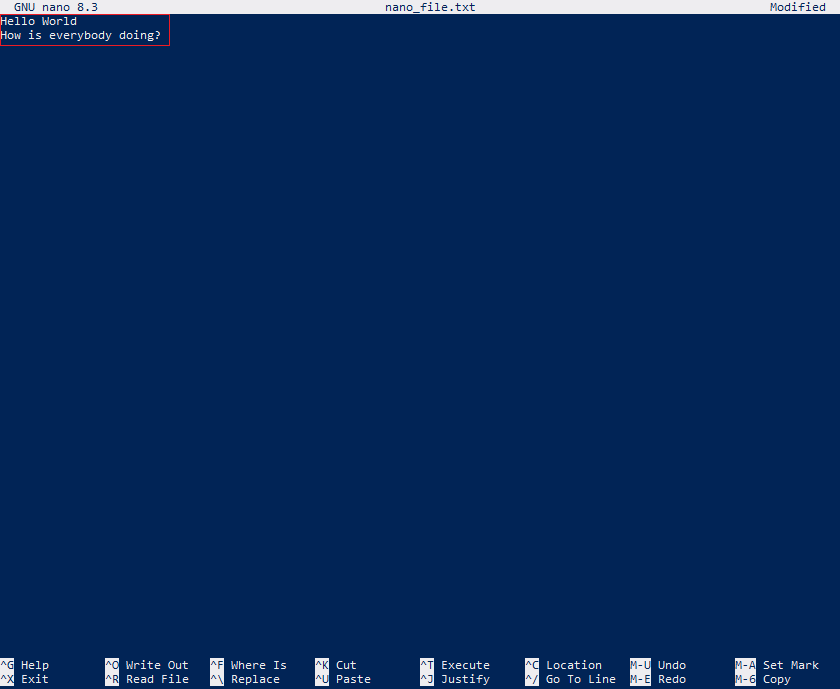 GNU nano 8.3 nano_file.txt Modified
Hello World
How is everybody doing?
^G Help ^O Write Out ^F Where Is ^K Cut ^T Execute ^C Location M-U Undo M-A Set Mark
^X Exit ^R Read File ^\ Replace ^U Paste ^J Justify ^/ Go To Line M-E Redo M-6 Copy